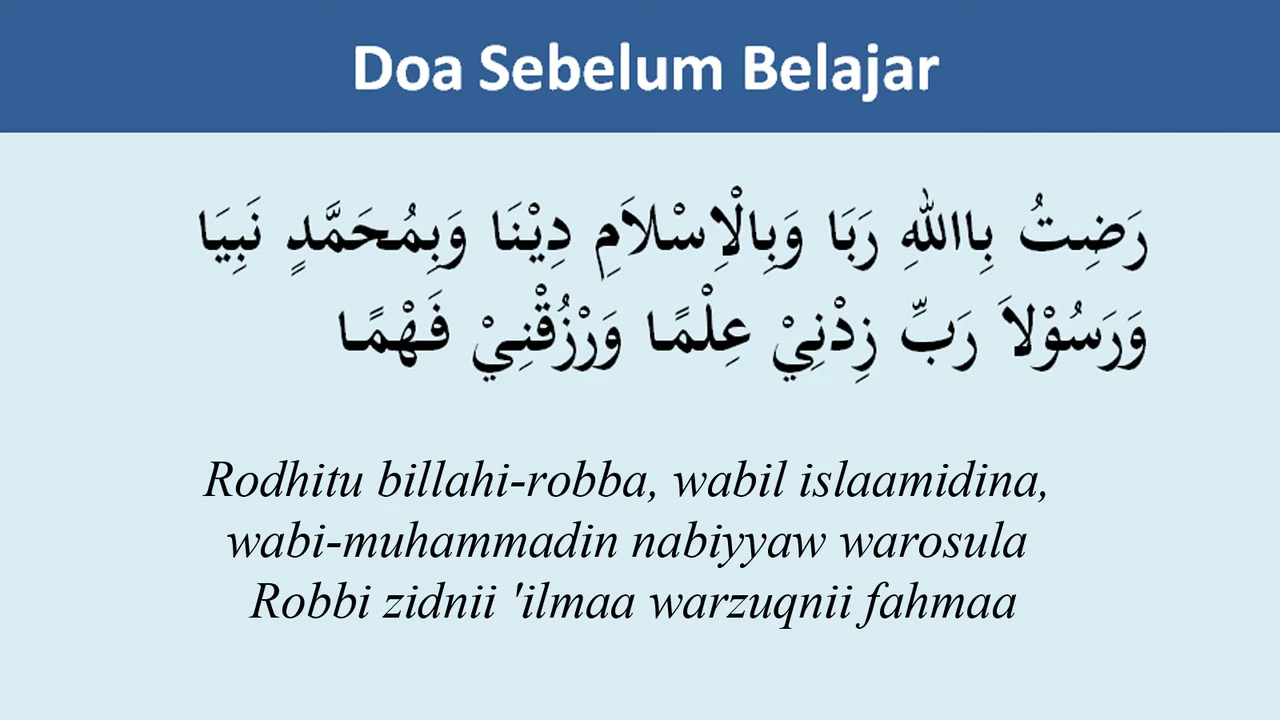 Doa Sebelum Belajar
رَضِتُ بِااللهِ رَبَا وَبِالْاِسْلاَمِ دِيْنَا وَبِمُحَمَّدٍ نَبِيَا
وَرَسُوْلاَ رَبِّ زِدْنِيْ عِلْمًا وَرْزُقْنِيْ فَهْمًا
Rodhitu billahi-robba, wabil islaamidina,
wabi-muhammadin nabiyyaw warosula
Robbi zidnii 'ilmaa warzuqnii fahmaa